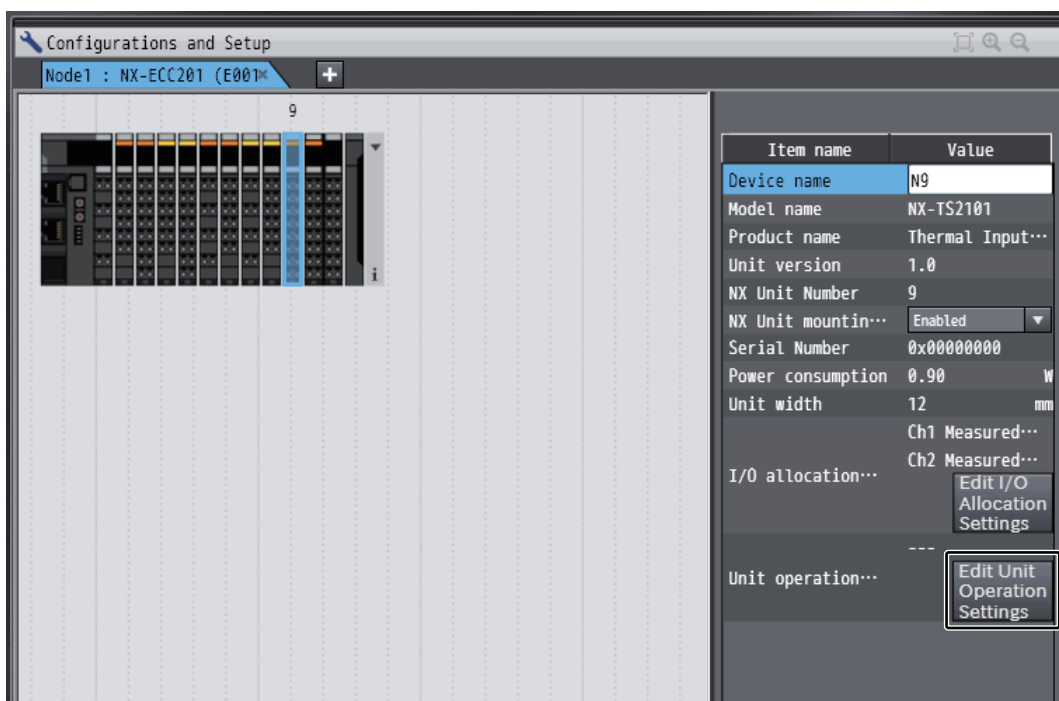 Configurations and Setup
Node1 : NX-ECC201 (E001
9
Item name Value
Device name N9
Model name NX-TS2101
Product name Thermal Input···
Unit version 1.0
NX Unit Number 9
NX Unit mountin··· Enabled
Serial Number 0x00000000
Power consumption 0.90 W
Unit width 12 mm
Ch1 Measured···
Ch2 Measured···
I/O allocation···
Edit I/O
Allocation
Settings
---
Unit operation···
Edit Unit
Operation
Settings